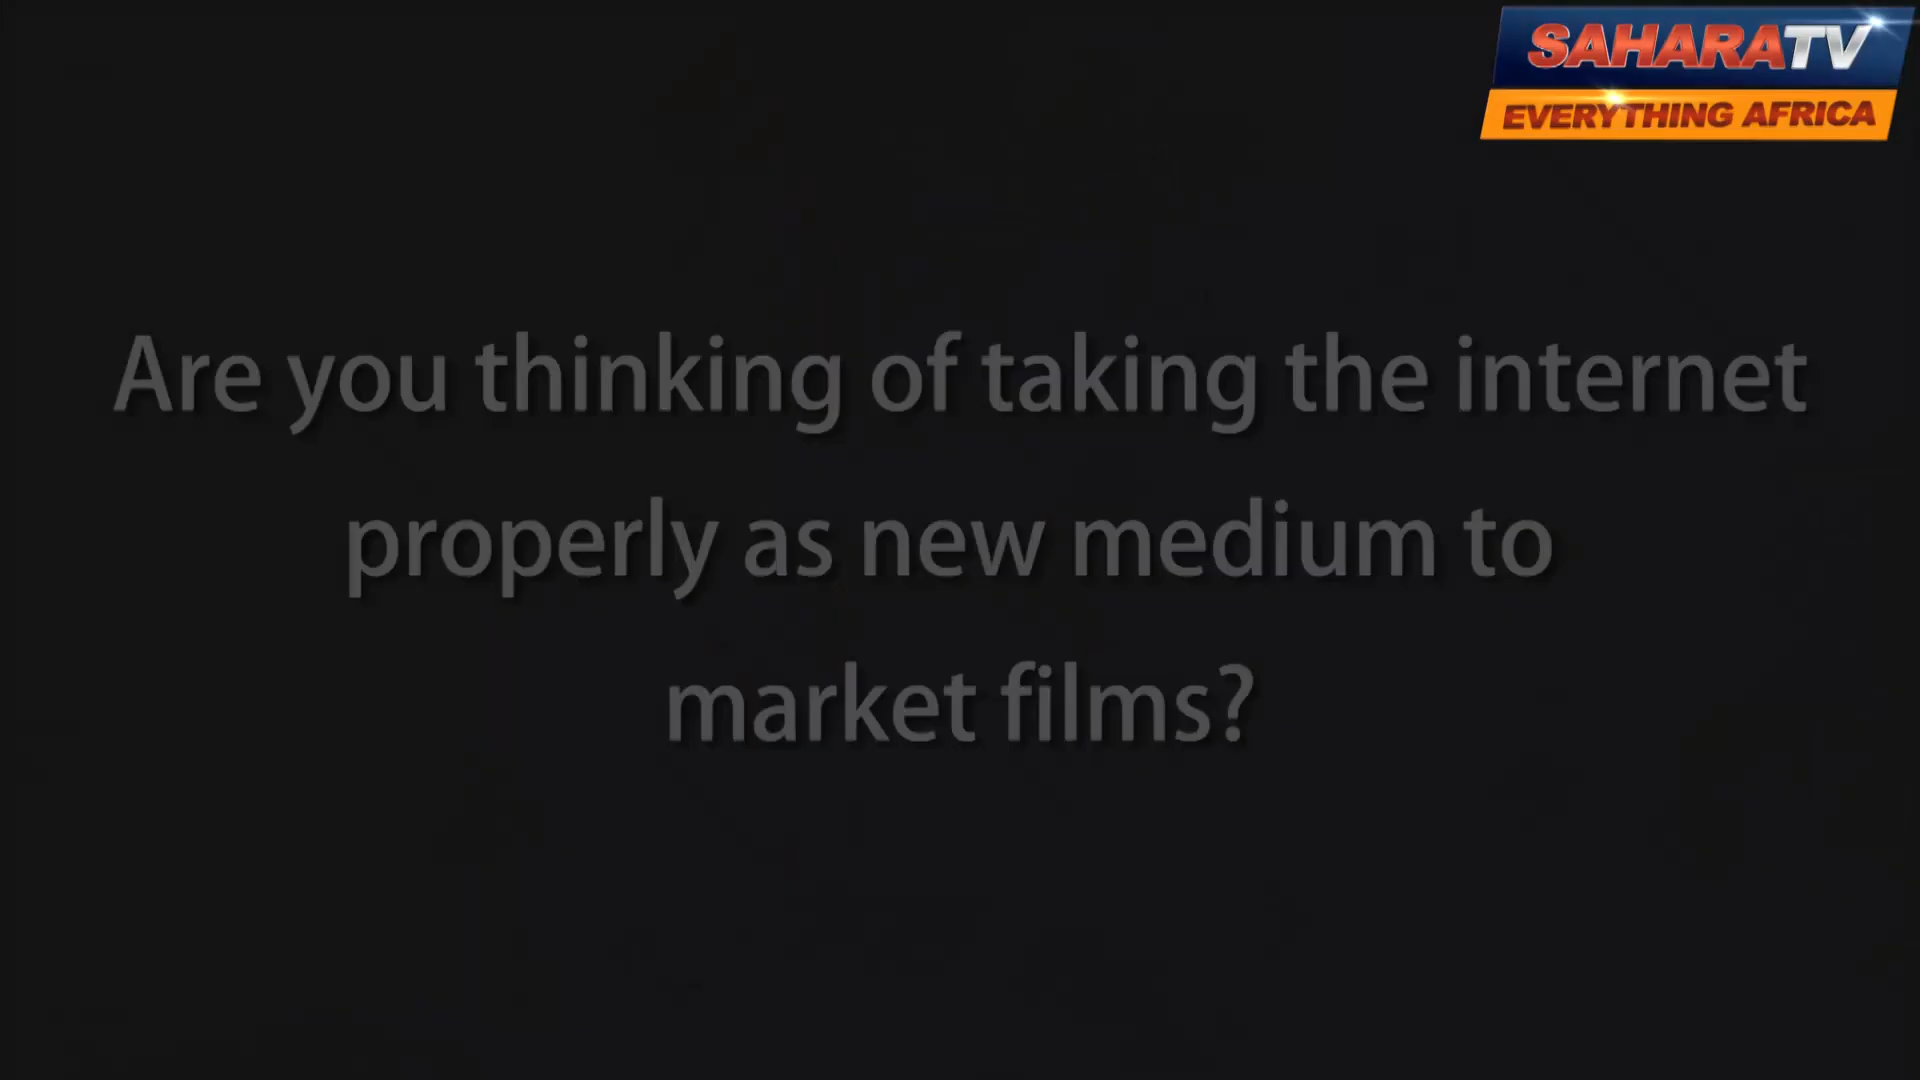 SAHARATV
EVERYTHING AFRICA
Are you thinking of taking the internet
properly as new medium to
market films?